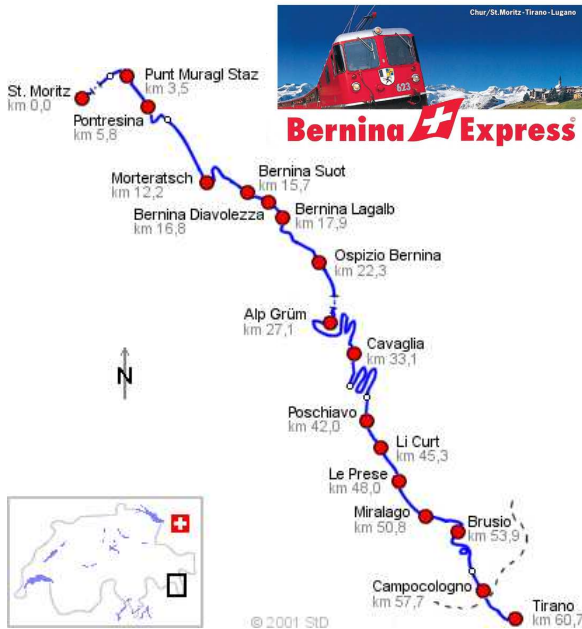 Chur/St.Moritz-Tirano-Lugano
623
Bernina Express®
St. Moritz
km 0,0
Punt Muragl Staz
km 3,5
Pontresina
km 5,8
Morteratsch
km 12,2
Bernina Suot
km 15,7
Bernina Diavolezza
km 16,8
Bernina Lagalb
km 17,9
Ospizio Bernina
km 22,3
Alp Grüm
km 27,1
Cavaglia
km 33,1
N
Poschiavo
km 42,0
Li Curt
km 45,3
Le Prese
km 48,0
Miralago
km 50,8
Brusio
km 53,9
Campocologno
km 57,7
Tirano
km 60,7
© 2001 StD